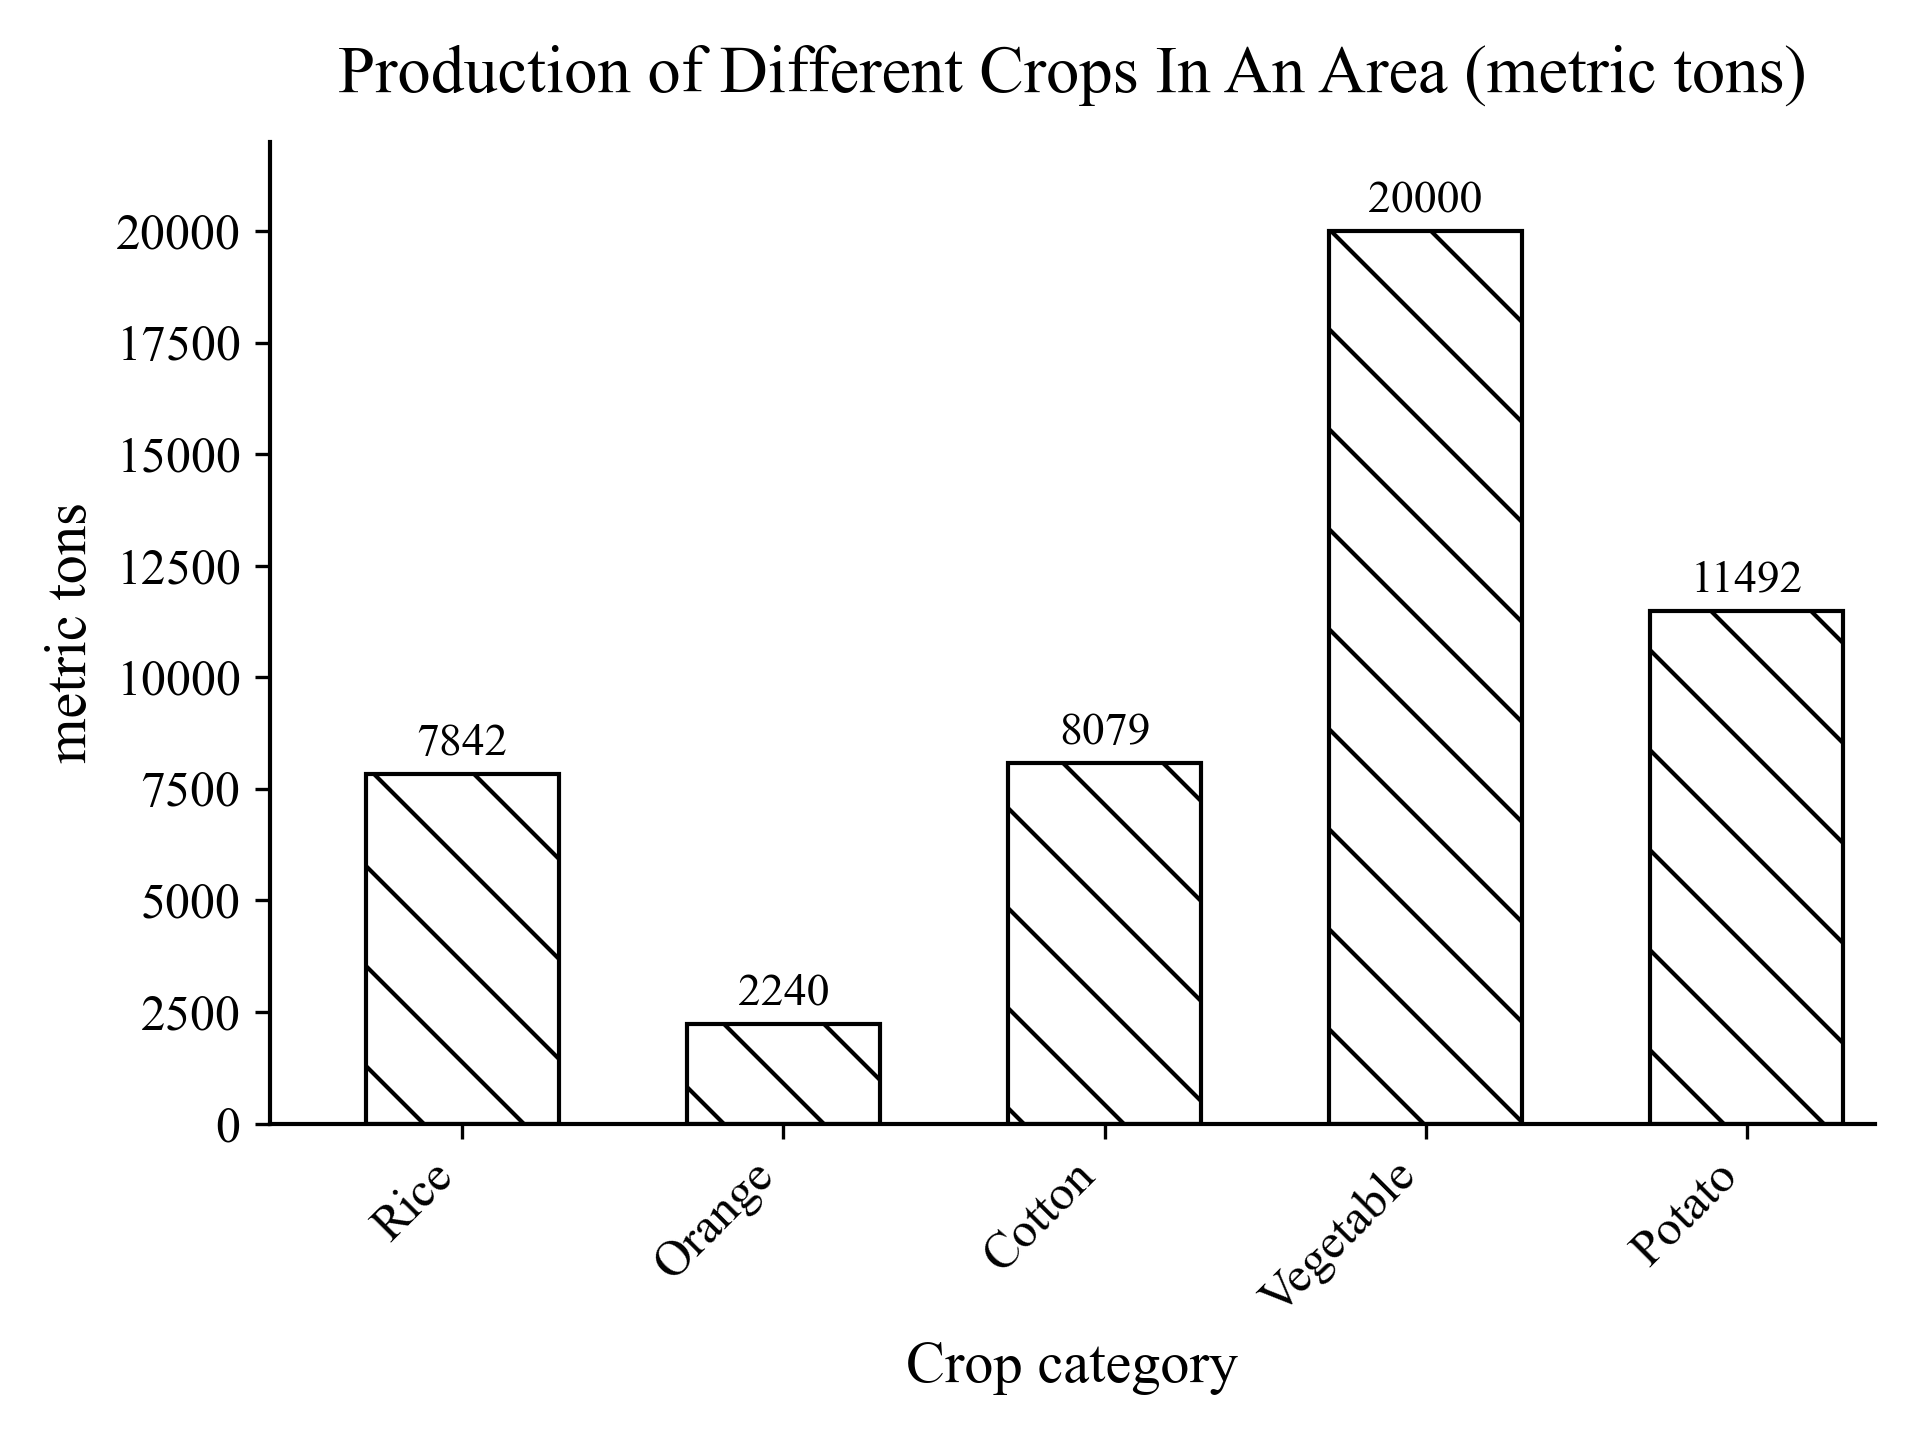 Production of Different Crops In An Area (metric tons)
metric tons
20000
17500
15000
12500
10000
7500
5000
2500
0
7842
2240
8079
20000
11492
Rice
Orange
Cotton
Vegetable
Potato
Crop category